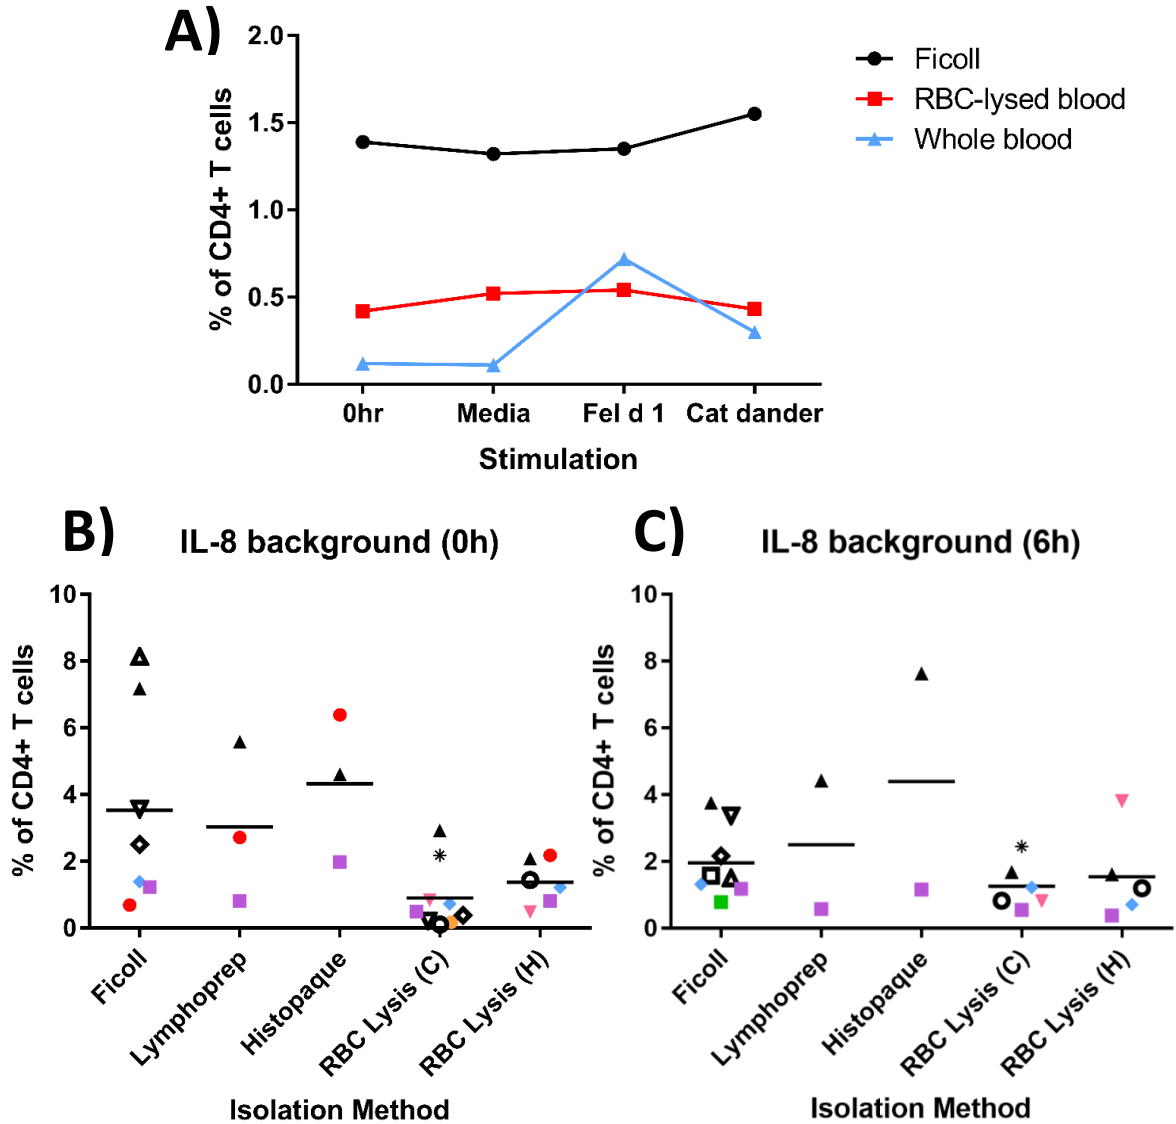 A)
2.0
1.5
1.0
0.5
0.0
% of CD4+ T cells
0hr Media Fel d 1 Cat dander
Stimulation
Ficoll
RBC-lysed blood
Whole blood
B)
IL-8 background (0h)
10
8
6
4
2
0
% of CD4+ T cells
*
Ficoll
Lymphoprep
Histopaque
RBC Lysis (C)
RBC Lysis (H)
Isolation Method
C)
IL-8 background (6h)
10
8
6
4
2
0
% of CD4+ T cells
*
Ficoll
Lymphoprep
Histopaque
RBC Lysis (C)
RBC Lysis (H)
Isolation Method